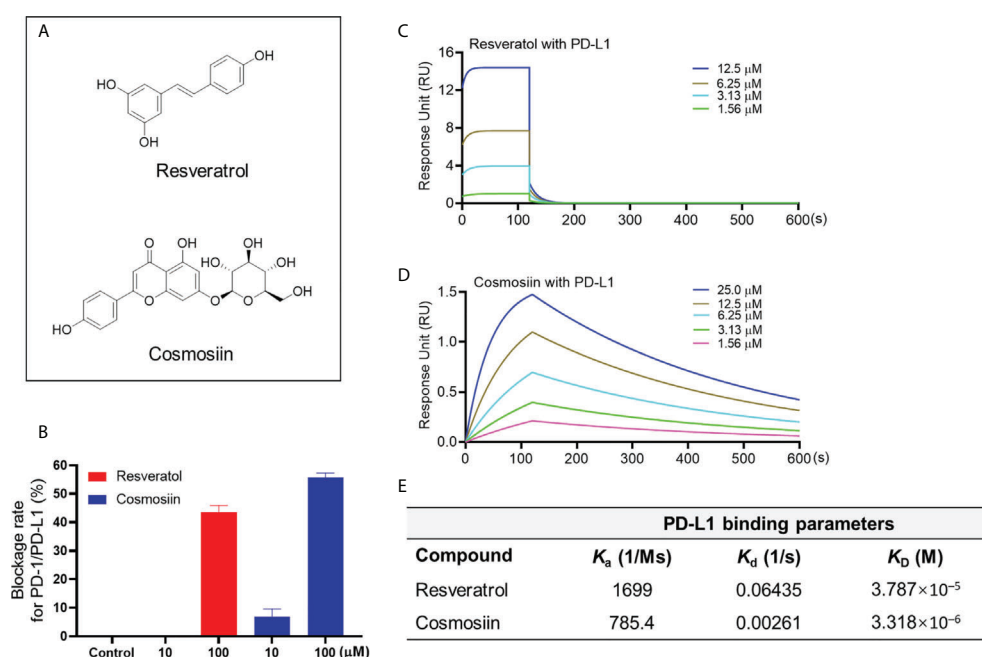 A
OH
HO
OH
Resveratrol
O
OH
OH
HO
OH
O
O
O
OH
HO
Cosmosiin
B
Blockage rate
for PD-1/PD-L1 (%)
60
50
40
30
20
10
0
Resveratrol
Cosmosiin
Control 10 100 10 100 (μM)
C
Resveratol with PD-L1
Response Unit (RU)
16
12
8
4
0
12.5 μM
6.25 μM
3.13 μM
1.56 μM
0 100 200 300 400 500 600 (s)
D
Cosmosiin with PD-L1
Response Unit (RU)
1.5
1.0
0.5
0.0
25.0 μM
12.5 μM
6.25 μM
3.13 μM
1.56 μM
0 100 200 300 400 500 600 (s)
E
PD-L1 binding parameters
Compound Ka (1/Ms) Kd (1/s) KD (M)
Resveratrol 1699 0.06435 3.787×10⁻⁵
Cosmosiin 785.4 0.00261 3.318×10⁻⁶